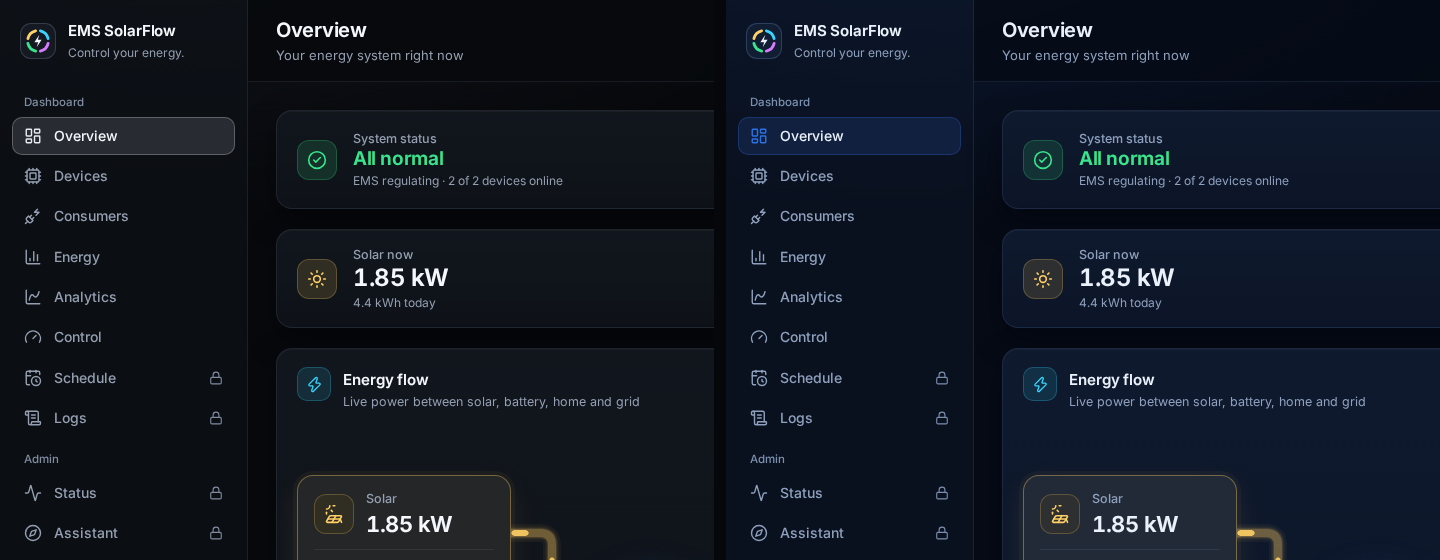 EMS SolarFlow
Control your energy.
Dashboard
Overview
Devices
Consumers
Energy
Analytics
Control
Schedule
Logs
Admin
Status
Assistant
Overview
Your energy system right now
System status
All normal
EMS regulating · 2 of 2 devices online
Solar now
1.85 kW
4.4 kWh today
Energy flow
Live power between solar, battery, home and grid
Solar
1.85 kW
EMS SolarFlow
Control your energy.
Dashboard
Overview
Devices
Consumers
Energy
Analytics
Control
Schedule
Logs
Admin
Status
Assistant
Overview
Your energy system right now
System status
All normal
EMS regulating · 2 of 2 devices online
Solar now
1.85 kW
4.4 kWh today
Energy flow
Live power between solar, battery, home and grid
Solar
1.85 kW